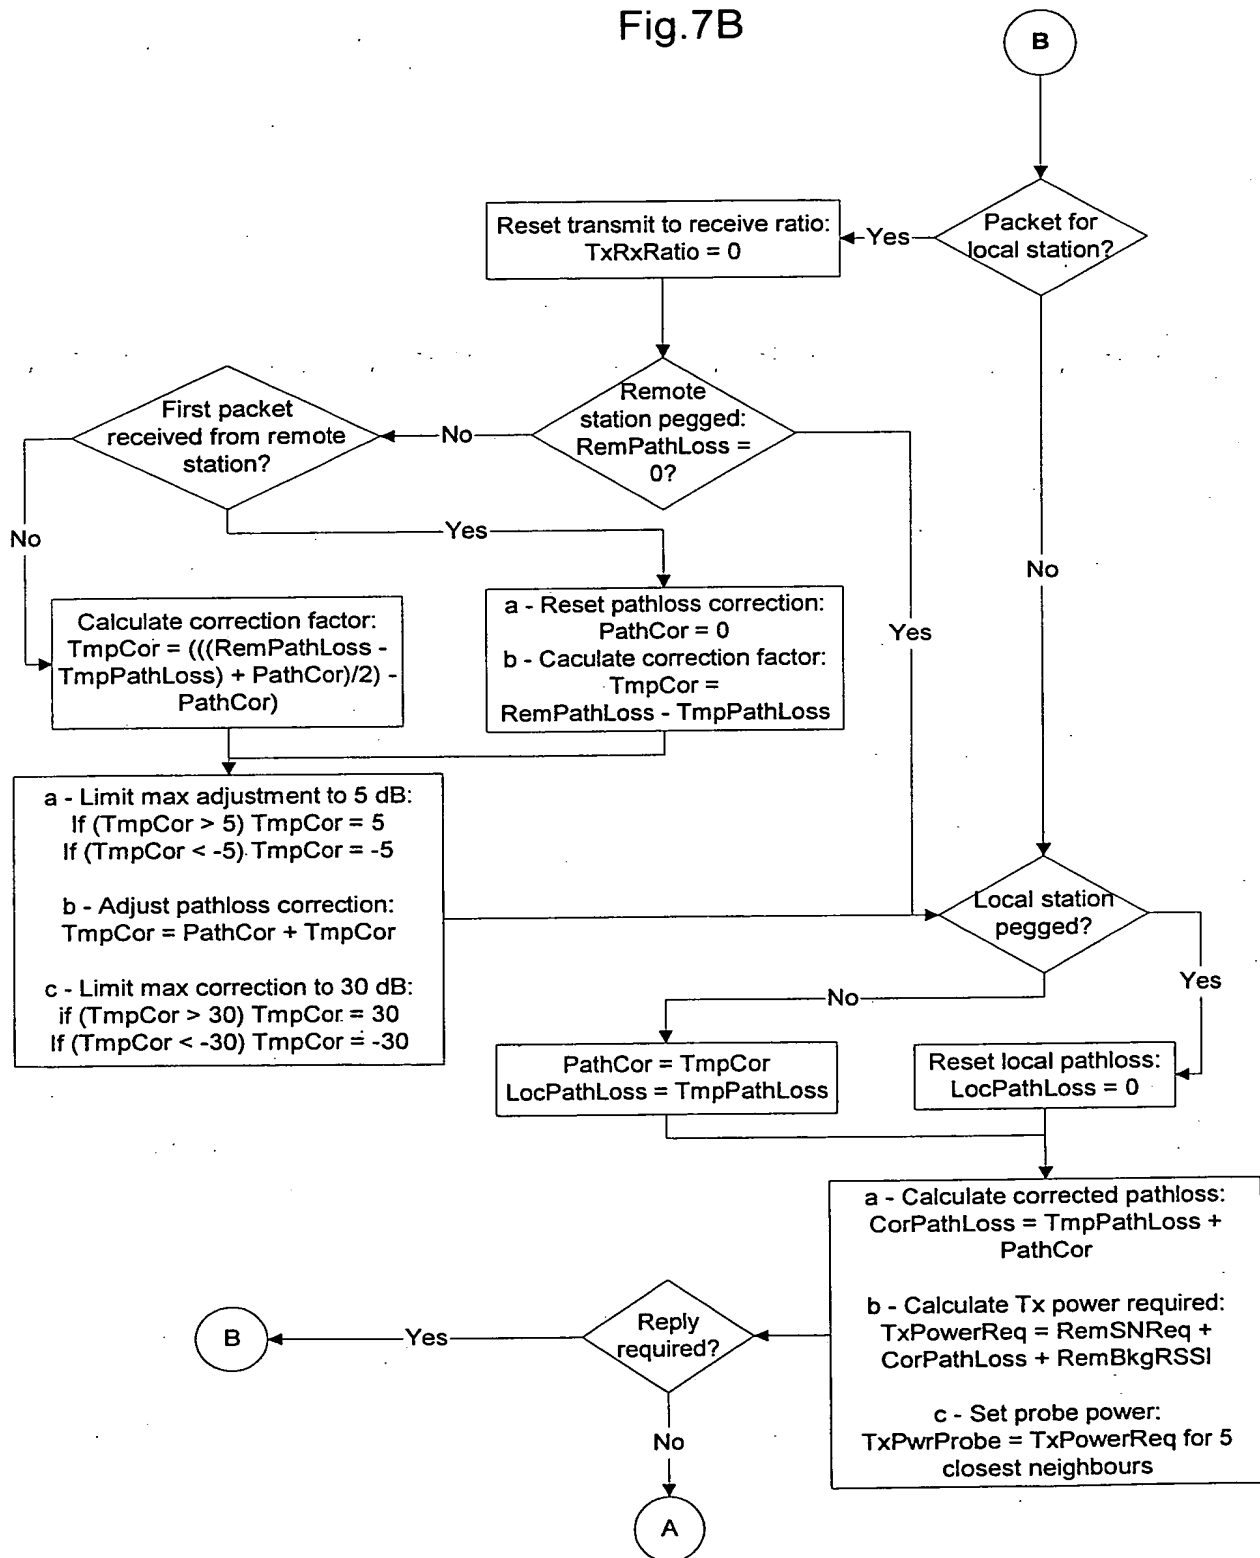 Fig.7B
B
Packet for
local station?
Yes
Reset transmit to receive ratio:
TxRxRatio = 0
Remote
station pegged:
RemPathLoss =
0?
No
First packet
received from remote
station?
No
Yes
Yes
No
Calculate correction factor:
TmpCor = (((RemPathLoss -
TmpPathLoss) + PathCor)/2) -
PathCor)
a - Reset pathloss correction:
PathCor = 0
b - Caculate correction factor:
TmpCor =
RemPathLoss - TmpPathLoss
a - Limit max adjustment to 5 dB:
If (TmpCor > 5) TmpCor = 5
If (TmpCor < -5) TmpCor = -5
b - Adjust pathloss correction:
TmpCor = PathCor + TmpCor
c - Limit max correction to 30 dB:
if (TmpCor > 30) TmpCor = 30
If (TmpCor < -30) TmpCor = -30
Local station
pegged?
No
Yes
PathCor = TmpCor
LocPathLoss = TmpPathLoss
Reset local pathloss:
LocPathLoss = 0
a - Calculate corrected pathloss:
CorPathLoss = TmpPathLoss +
PathCor
b - Calculate Tx power required:
TxPowerReq = RemSNReq +
CorPathLoss + RemBkgRSSI
c - Set probe power:
TxPwrProbe = TxPowerReq for 5
closest neighbours
Reply
required?
Yes
B
No
A